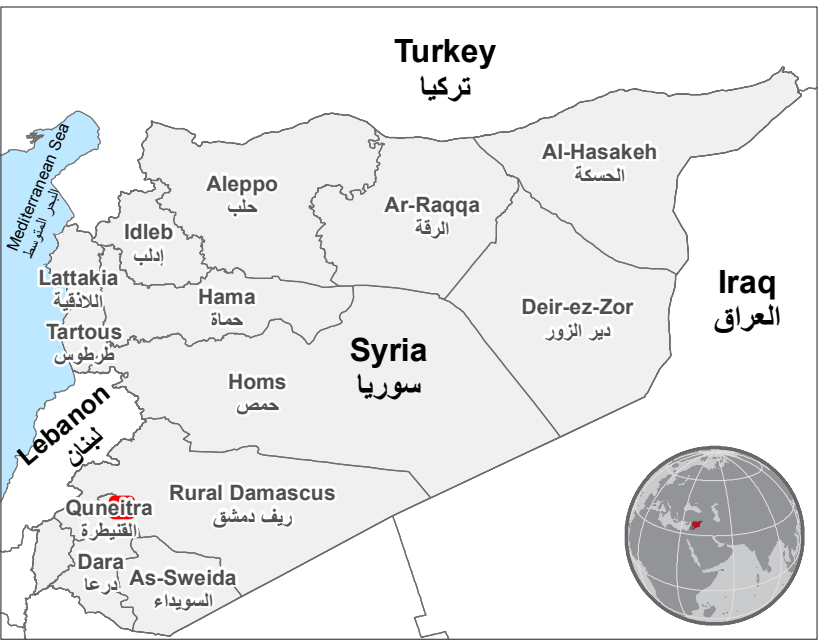 Turkey
تركيا
Mediterranean Sea
البحر المتوسط
Al-Hasakeh
الحسكة
Aleppo
حلب
Ar-Raqqa
الرقة
Idleb
إدلب
Lattakia
اللاذقية
Hama
حماة
Deir-ez-Zor
دير الزور
Iraq
العراق
Tartous
طرطوس
Syria
سوريا
Homs
حمص
Lebanon
لبنان
Rural Damascus
ريف دمشق
Quneitra
القنيطرة
Dara
درعا
As-Sweida
السويداء